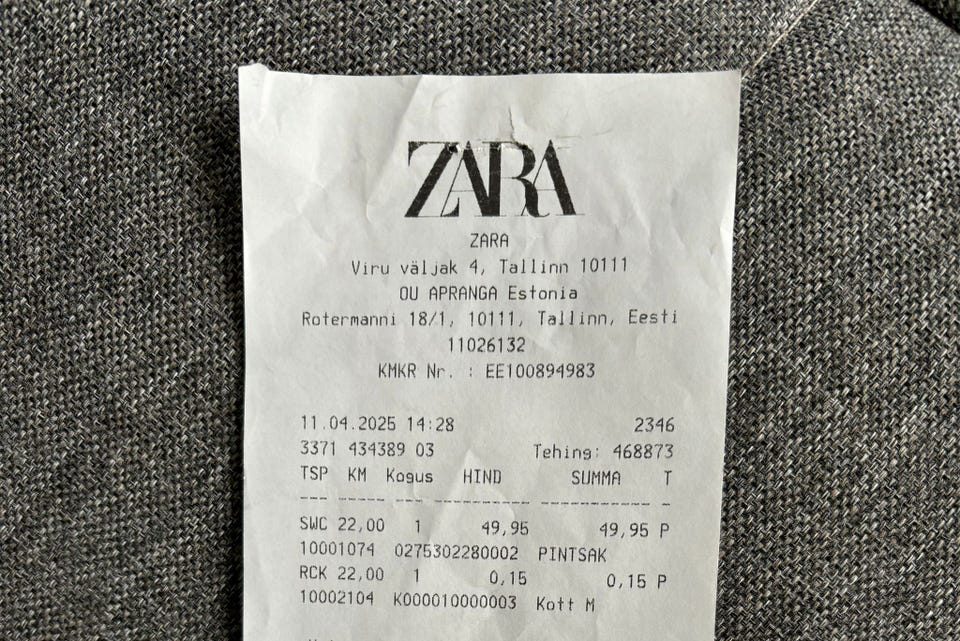 ZARA
ZARA
Viru väljak 4, Tallinn 10111
OU APRANGA Estonia
Rotermanni 18/1, 10111, Tallinn, Eesti
11026132
KMKR Nr. : EE100894983
11.04.2025 14:28 2346
3371 434389 03 Tehing: 468873
TSP KM Kogus HIND SUMMA T
SWC 22,00 1 49,95 49,95 P
10001074 0275302280002 PINTSAK
RCK 22,00 1 0,15 0,15 P
10002104 K000010000003 Kott M